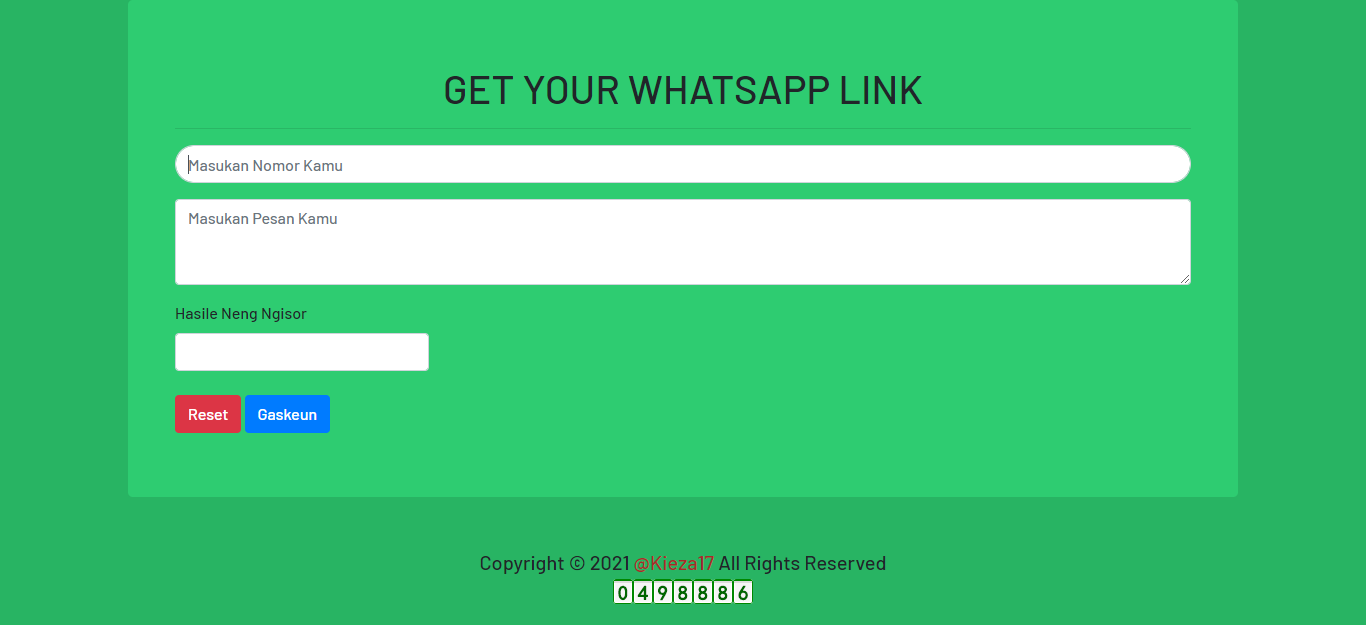 GET YOUR WHATSAPP LINK
Masukan Nomor Kamu
Masukan Pesan Kamu
Hasile Neng Ngisor
Reset Gaskeun
Copyright © 2021 @Kieza17 All Rights Reserved
0498886